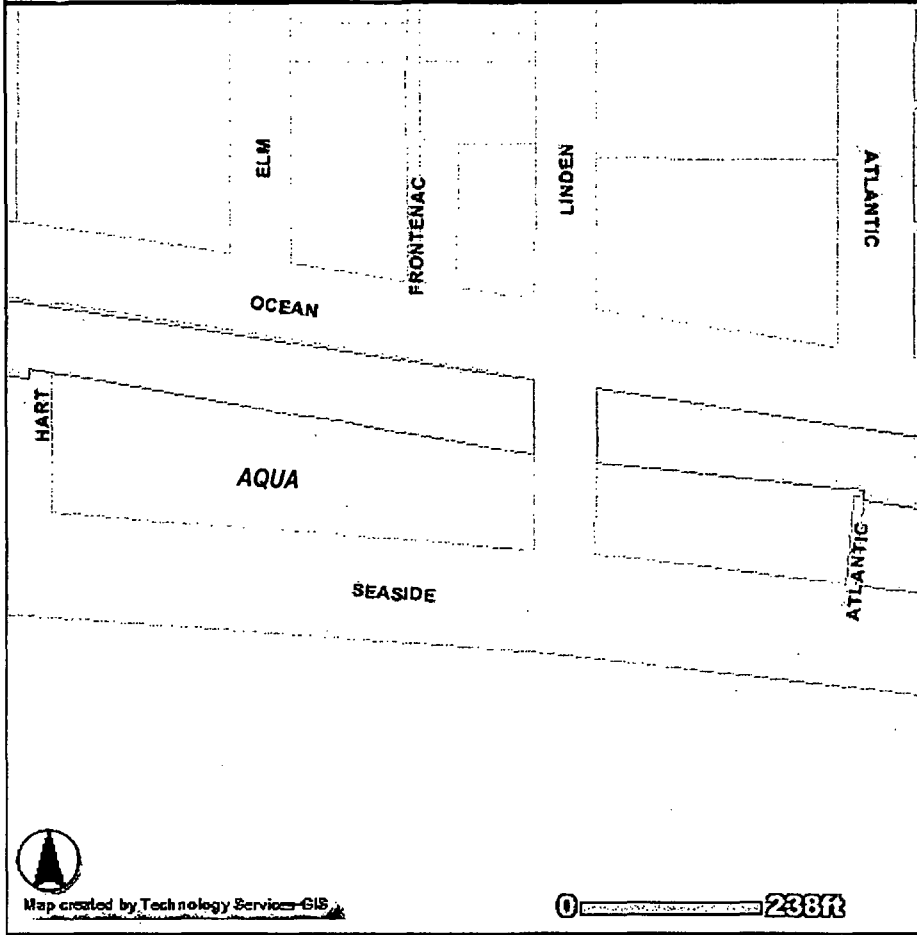 ELM
FRONTENAC
LINDEN
ATLANTIC
OCEAN
HART
AQUA
SEASIDE
ATLANTIC
Map created by Technology Services-GIS
0 238ft